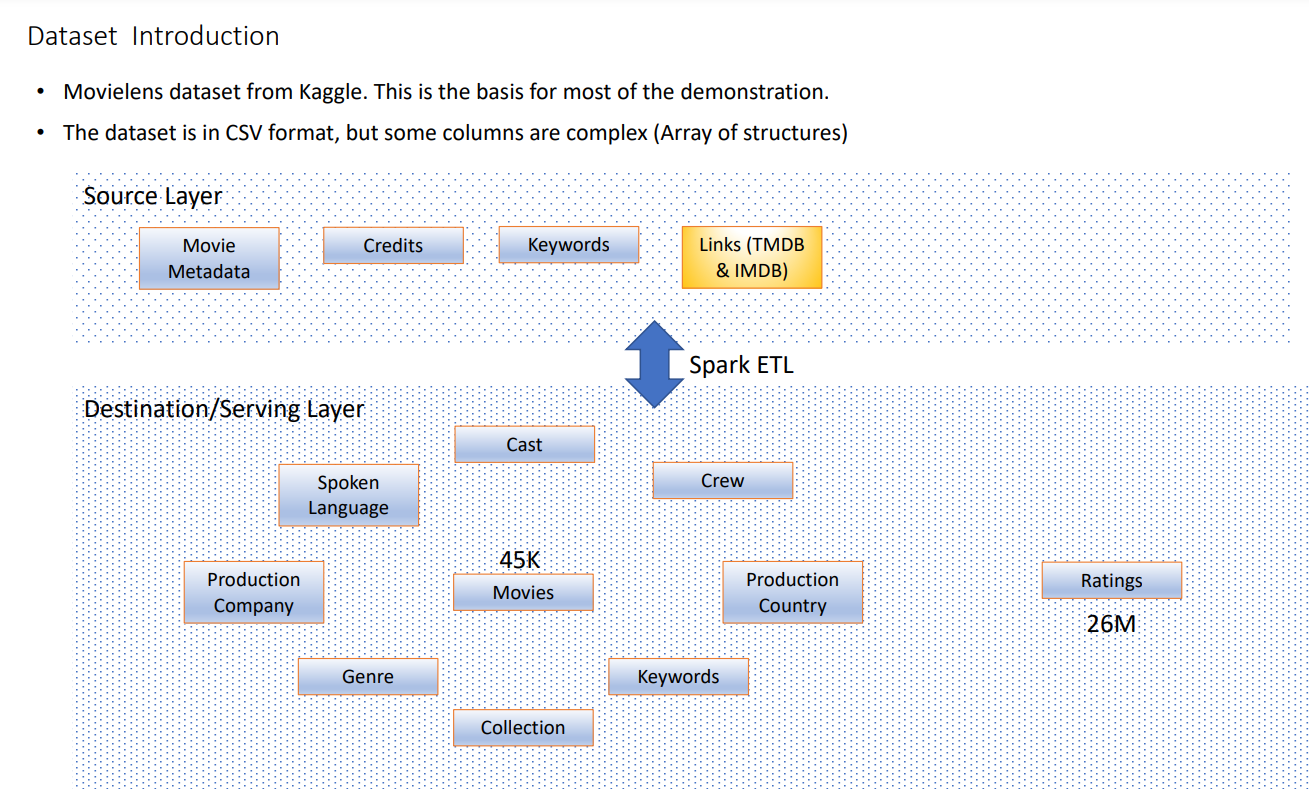 Dataset Introduction
• Movielens dataset from Kaggle. This is the basis for most of the demonstration.
• The dataset is in CSV format, but some columns are complex (Array of structures)
Source Layer
Movie
Metadata
Credits
Keywords
Links (TMDB
& IMDB)
Spark ETL
Destination/Serving Layer
Cast
Crew
Spoken
Language
45K
Movies
Production
Company
Production
Country
Ratings
26M
Genre
Keywords
Collection